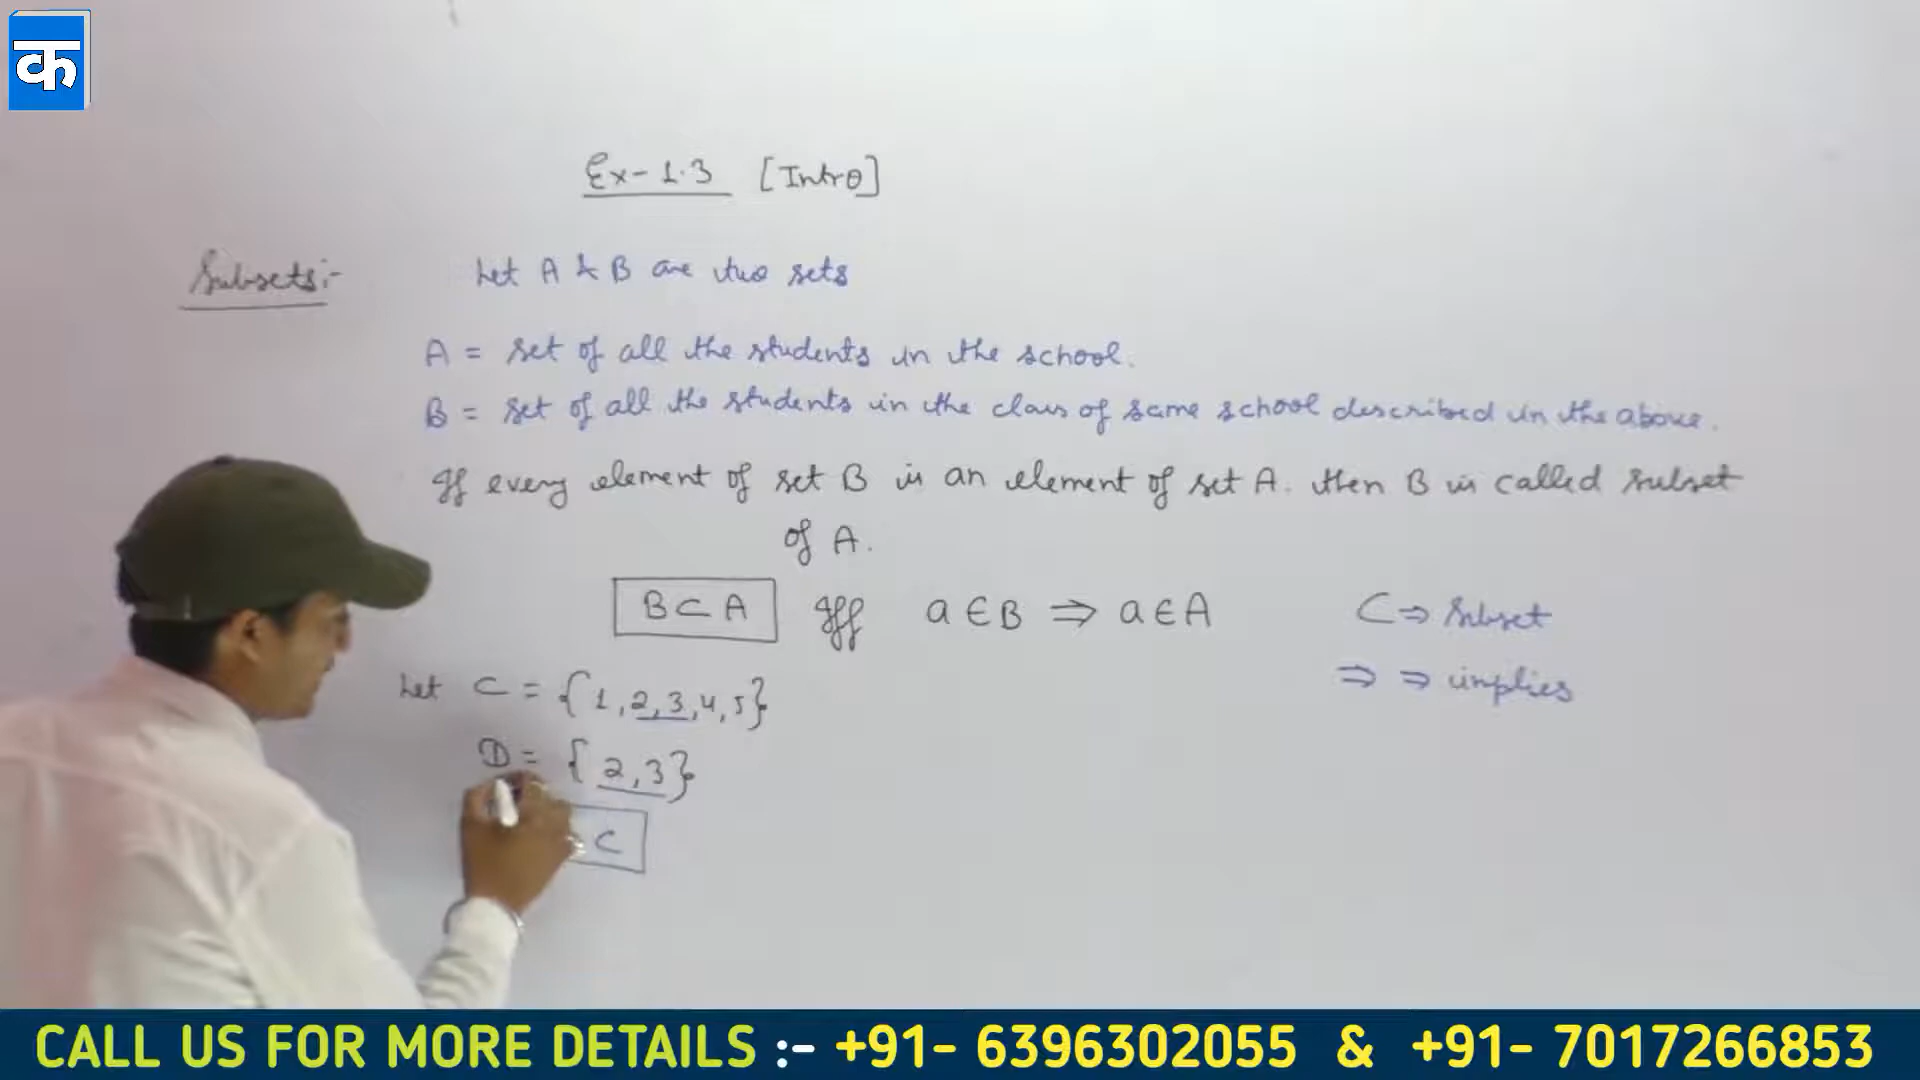 क
Ex-1.3 [Intro]
Subsets:-
Let A & B are two sets
A = set of all the students in the school.
B = set of all the students in the class of same school described in the above.
If every element of set B is an element of set A. then B is called subset
of A.
B⊂A iff a∈B ⇒ a∈A
⊂ ⇒ subset
⇒ ⇒ implies
Let C = {1,2,3,4,5}
D = {2,3}
C
CALL US FOR MORE DETAILS :- +91- 6396302055 & +91- 7017266853